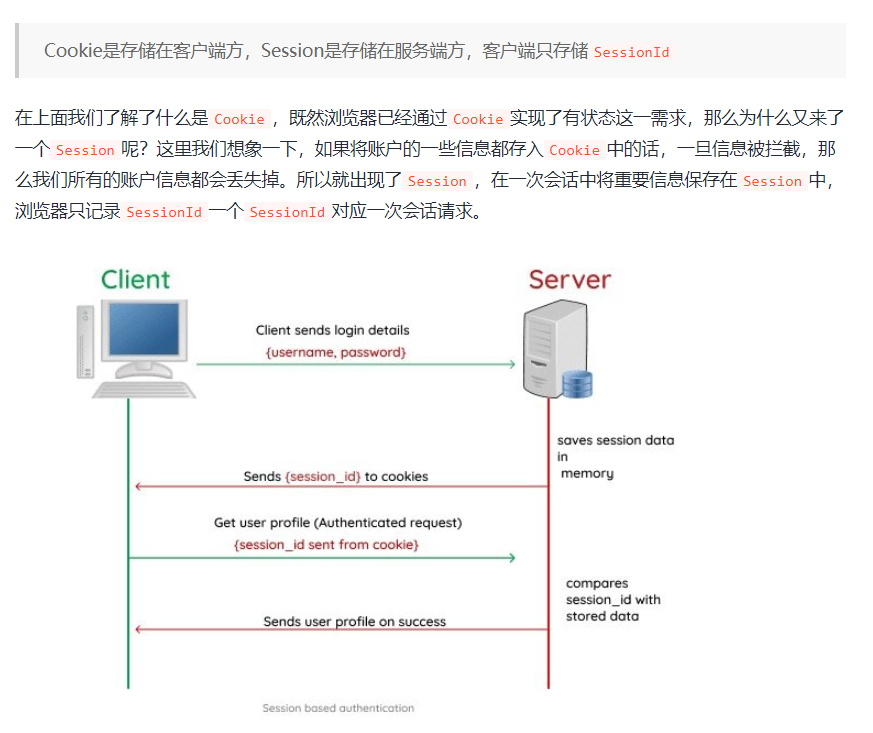 Cookie是存储在客户端方，Session是存储在服务端方，客户端只存储 SessionId
在上面我们了解了什么是 Cookie ，既然浏览器已经通过 Cookie 实现了有状态这一需求，那么为什么又来了
一个 Session 呢？这里我们想象一下，如果将账户的一些信息都存入 Cookie 中的话，一旦信息被拦截，那
么我们所有的账户信息都会丢失掉。所以就出现了 Session ，在一次会话中将重要信息保存在 Session 中，
浏览器只记录 SessionId 一个 SessionId 对应一次会话请求。
Client
Server
Client sends login details
{username, password}
saves session data
in
memory
Sends {session_id} to cookies
Get user profile (Authenticated request)
{session_id sent from cookie}
compares
session_id with
stored data
Sends user profile on success
Session based authentication